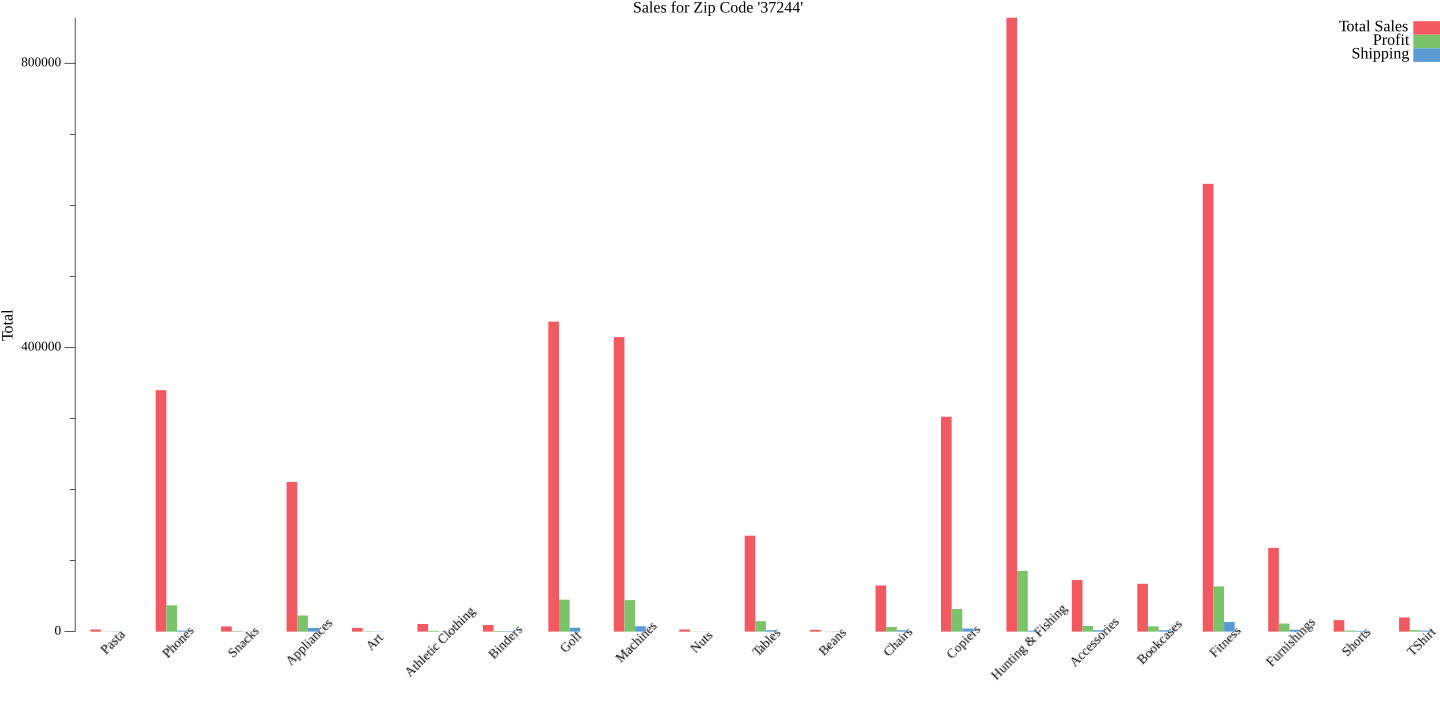 Sales for Zip Code '37244'
Total Sales
Profit
Shipping
800000
400000
0
Total
Pasta
Phones
Snacks
Appliances
Art
Athletic Clothing
Binders
Golf
Machines
Nuts
Tables
Beans
Chairs
Copiers
Hunting & Fishing
Accessories
Bookcases
Fitness
Furnishings
Shorts
TShirt